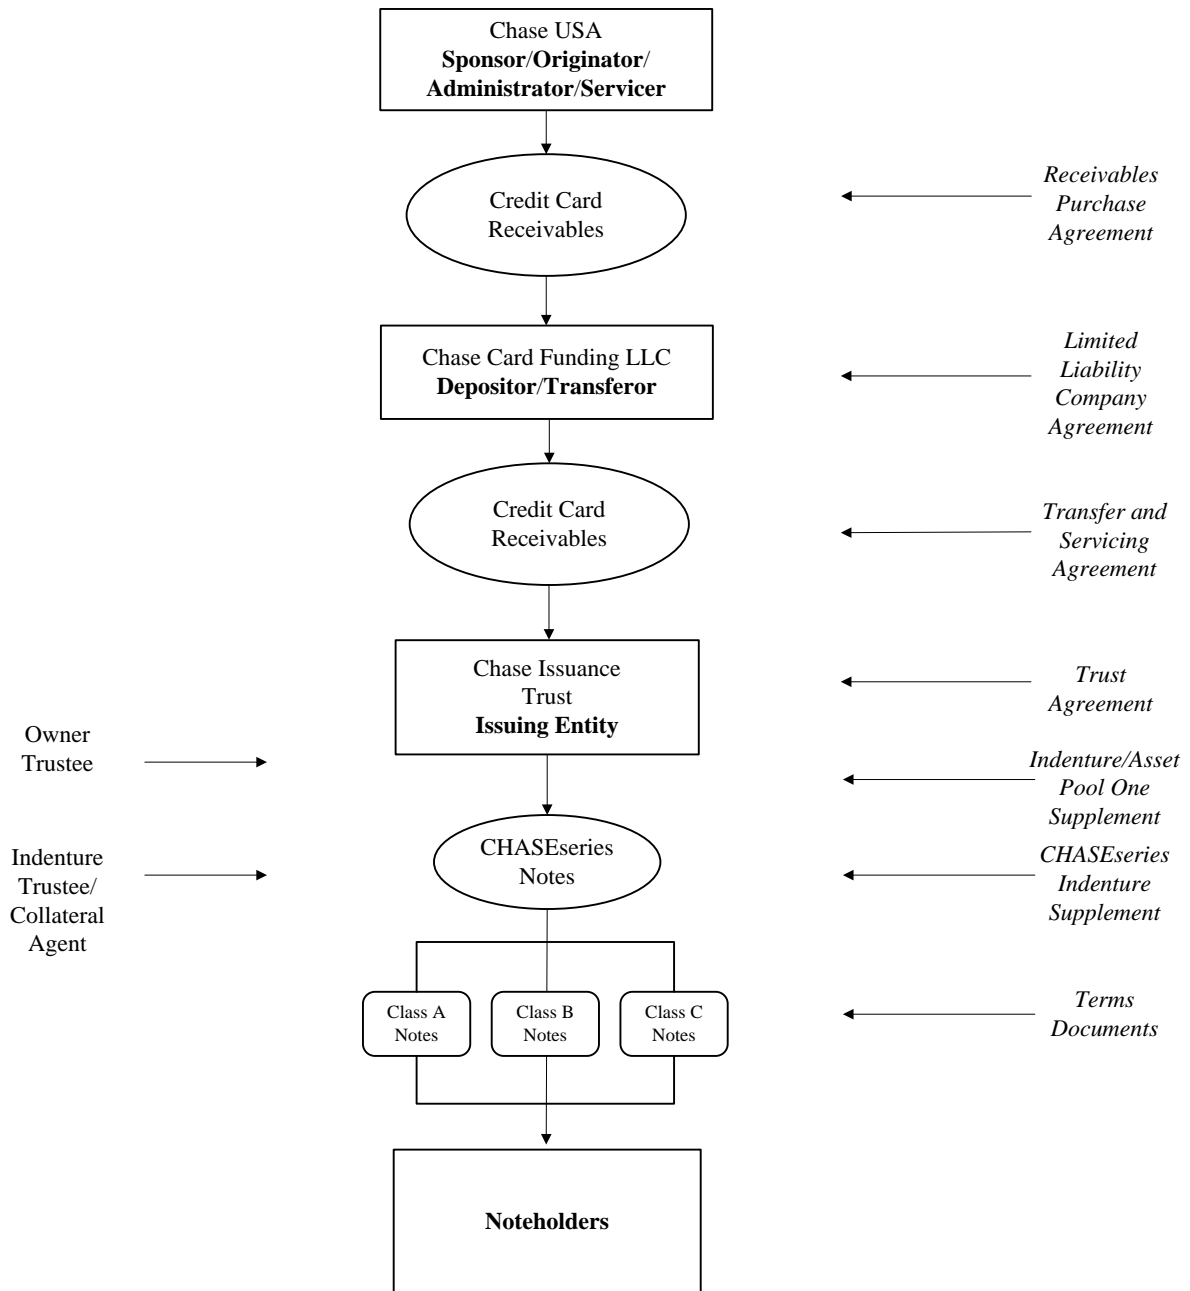 Chase USA
Sponsor/Originator/
Administrator/Servicer
Credit Card
Receivables
Receivables
Purchase
Agreement
Chase Card Funding LLC
Depositor/Transferor
Limited
Liability
Company
Agreement
Credit Card
Receivables
Transfer and
Servicing
Agreement
Chase Issuance
Trust
Issuing Entity
Trust
Agreement
Owner
Trustee
Indenture/Asset
Pool One
Supplement
CHASEseries
Notes
Indenture
Trustee/
Collateral
Agent
CHASEseries
Indenture
Supplement
Class A
Notes
Class B
Notes
Class C
Notes
Terms
Documents
Noteholders